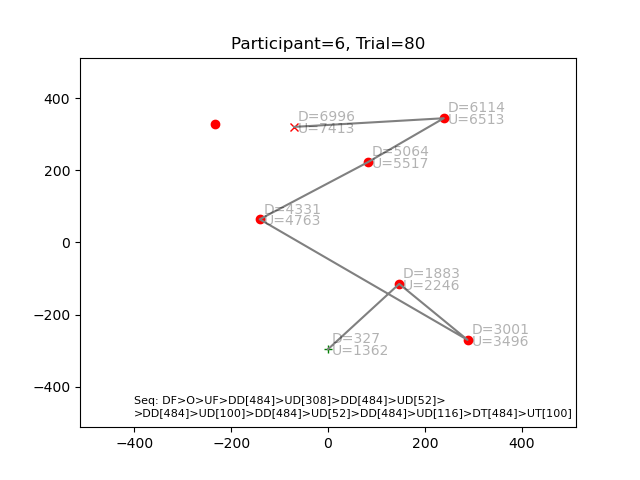 Participant=6, Trial=80
400
200
0
−200
−400
−400
−200
0
200
400
D=6996
U=7413
D=6114
U=6513
D=5064
U=5517
D=4331
U=4763
D=1883
U=2246
D=3001
U=3496
D=327
U=1362
Seq: DF>O>UF>DD[484]>UD[308]>DD[484]>UD[52]>
>DD[484]>UD[100]>DD[484]>UD[52]>DD[484]>UD[116]>DT[484]>UT[100]